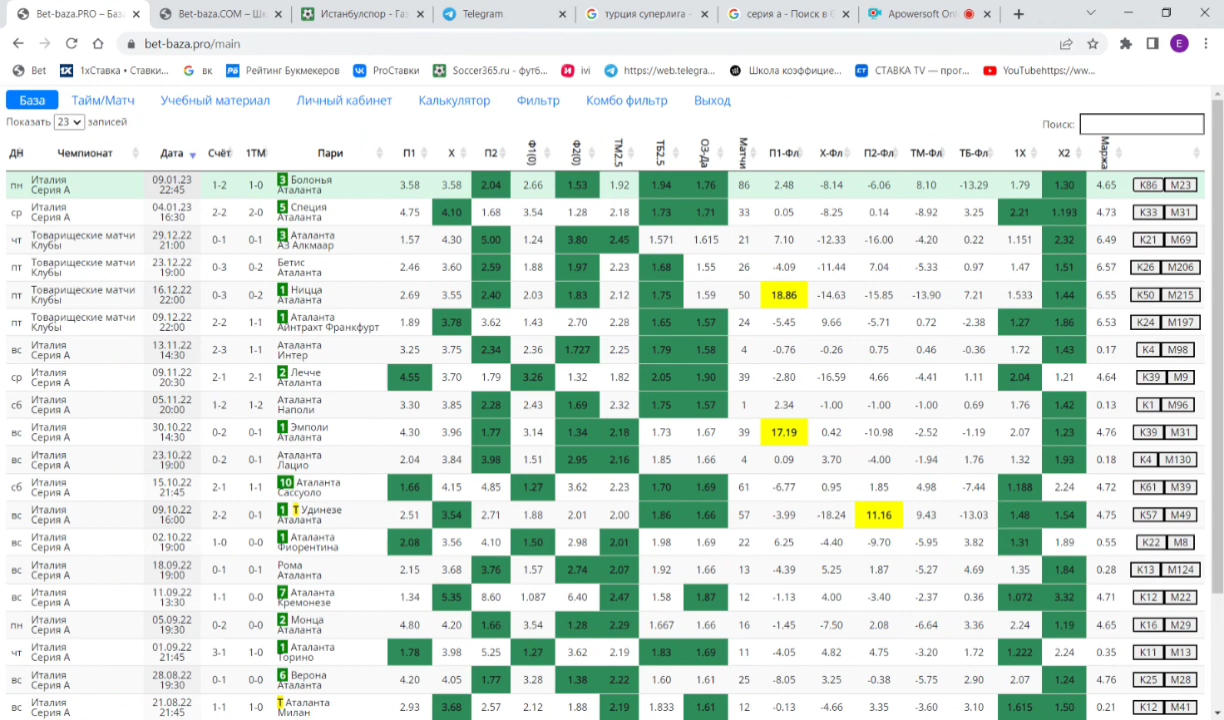 Bet-baza.PRO – База
Bet-baza.COM – Шк
Истанбулспор - Газ
Telegram
турция суперлига -
серия а - Поиск в G
Apowersoft Onl
bet-baza.pro/main
E
Bet
1хСтавка • Ставки...
вк
Рейтинг Букмекеров
ProСтавки
Soccer365.ru - футб...
ivi
https://web.telegra...
Школа коэффицие...
СТАВКА TV — прог...
YouTubehttps://ww...
База Тайм/Матч Учебный материал Личный кабинет Калькулятор Фильтр Комбо фильтр Выход
Показать 23 записей
Поиск:
ДН Чемпионат Дата Счёт 1ТМ Пари П1 X П2 Ф1(0) Ф2(0) ТМ2.5 ТБ2.5 ОЗ-Да Матчи П1-Фл Х-Фл П2-Фл ТМ-Фл ТБ-Фл 1X X2 Маржа
пн Италия Серия А 09.01.23 22:45 1-2 1-0 3 Болонья Аталанта 3.58 3.58 2.04 2.66 1.53 1.92 1.94 1.76 86 2.48 -8.14 -6.06 8.10 -13.29 1.79 1.30 4.65 K86 M23
ср Италия Серия А 04.01.23 16:30 2-2 2-0 5 Специя Аталанта 4.75 4.10 1.68 3.54 1.28 2.18 1.73 1.71 33 0.05 -8.25 0.14 -8.92 3.25 2.21 1.193 4.73 K33 M31
чт Товарищеские матчи Клубы 29.12.22 21:00 0-1 0-1 3 Аталанта АЗ Алкмаар 1.57 4.30 5.00 1.24 3.80 2.45 1.571 1.615 21 7.10 -12.33 -16.00 -4.20 0.22 1.151 2.32 6.49 K21 M69
пт Товарищеские матчи Клубы 23.12.22 19:00 0-3 0-2 Бетис Аталанта 2.46 3.60 2.59 1.88 1.97 2.23 1.68 1.55 26 -4.09 -11.44 7.04 -5.33 0.97 1.47 1.51 6.57 K26 M206
пт Товарищеские матчи Клубы 16.12.22 22:00 0-3 0-2 1 Ницца Аталанта 2.69 3.55 2.40 2.03 1.83 2.12 1.75 1.59 50 18.86 -14.63 -15.85 -13.90 7.21 1.533 1.44 6.55 K50 M215
пт Товарищеские матчи Клубы 09.12.22 22:00 2-2 1-1 1 Аталанта Айнтрахт Франкфурт 1.89 3.78 3.62 1.43 2.70 2.28 1.65 1.57 24 -5.45 9.66 -5.71 0.72 -2.38 1.27 1.86 6.53 K24 M197
вс Италия Серия А 13.11.22 14:30 2-3 1-1 Аталанта Интер 3.25 3.75 2.34 2.36 1.727 2.25 1.79 1.58 4 -0.76 -0.26 0.75 0.46 -0.36 1.72 1.43 0.17 K4 M98
ср Италия Серия А 09.11.22 20:30 2-1 2-1 2 Лечче Аталанта 4.55 3.70 1.79 3.26 1.32 1.82 2.05 1.90 39 -2.80 -16.59 4.66 -4.41 1.11 2.04 1.21 4.64 K39 M9
сб Италия Серия А 05.11.22 20:00 1-2 1-2 Аталанта Наполи 3.30 3.85 2.28 2.43 1.69 2.32 1.75 1.57 1 2.34 -1.00 -1.00 -1.00 0.69 1.76 1.42 0.13 K1 M96
вс Италия Серия А 30.10.22 14:30 0-2 0-1 1 Эмполи Аталанта 4.30 3.96 1.77 3.14 1.34 2.18 1.73 1.67 39 17.19 0.42 -10.98 -2.52 -1.19 2.07 1.23 4.76 K39 M31
вс Италия Серия А 23.10.22 19:00 0-2 0-1 Аталанта Лацио 2.04 3.84 3.98 1.51 2.95 2.16 1.85 1.66 4 0.09 3.70 -4.00 -1.94 1.76 1.32 1.93 0.18 K4 M130
сб Италия Серия А 15.10.22 21:45 2-1 1-1 10 Аталанта Сассуоло 1.66 4.15 4.85 1.27 3.62 2.23 1.70 1.69 61 -6.77 0.95 1.85 4.98 -7.44 1.188 2.24 4.72 K61 M39
вс Италия Серия А 09.10.22 16:00 2-2 0-1 1 Т Удинезе Аталанта 2.51 3.54 2.71 1.88 2.01 2.00 1.86 1.66 57 -3.99 -18.24 11.16 9.43 -13.03 1.48 1.54 4.75 K57 M49
вс Италия Серия А 02.10.22 19:00 1-0 0-0 1 Аталанта Фиорентина 2.08 3.56 4.10 1.50 2.98 2.01 1.98 1.69 22 6.25 -4.40 -9.70 -5.95 3.82 1.31 1.89 0.55 K22 M8
вс Италия Серия А 18.09.22 19:00 0-1 0-1 Рома Аталанта 2.15 3.68 3.76 1.57 2.74 2.07 1.92 1.66 13 -4.39 5.25 1.87 -5.27 4.69 1.35 1.84 0.28 K13 M124
вс Италия Серия А 11.09.22 13:30 1-1 0-0 7 Аталанта Кремонезе 1.34 5.35 8.60 1.087 6.40 2.47 1.58 1.87 12 -1.13 4.00 -3.40 -2.37 0.36 1.072 3.32 4.71 K12 M22
пн Италия Серия А 05.09.22 19:30 0-2 0-0 2 Монца Аталанта 4.80 4.20 1.66 3.54 1.28 2.29 1.667 1.66 16 -1.45 -7.50 2.08 -6.64 3.36 2.24 1.19 4.65 K16 M29
чт Италия Серия А 01.09.22 21:45 3-1 1-0 1 Аталанта Торино 1.78 3.98 5.25 1.27 3.62 2.19 1.83 1.69 11 -4.05 4.82 4.75 -3.20 1.72 1.222 2.24 0.35 K11 M13
вс Италия Серия А 28.08.22 19:30 0-1 0-0 6 Верона Аталанта 4.20 4.05 1.77 3.28 1.38 2.22 1.60 1.61 25 -8.05 3.25 -0.38 -5.75 2.90 2.07 1.24 4.76 K25 M28
вс Италия Серия А 21.08.22 21:45 1-1 1-0 Т Аталанта Милан 2.93 3.68 2.57 2.12 1.88 2.19 1.833 1.61 12 -0.13 -4.66 3.35 -3.60 3.10 1.615 1.50 0.21 K12 M41